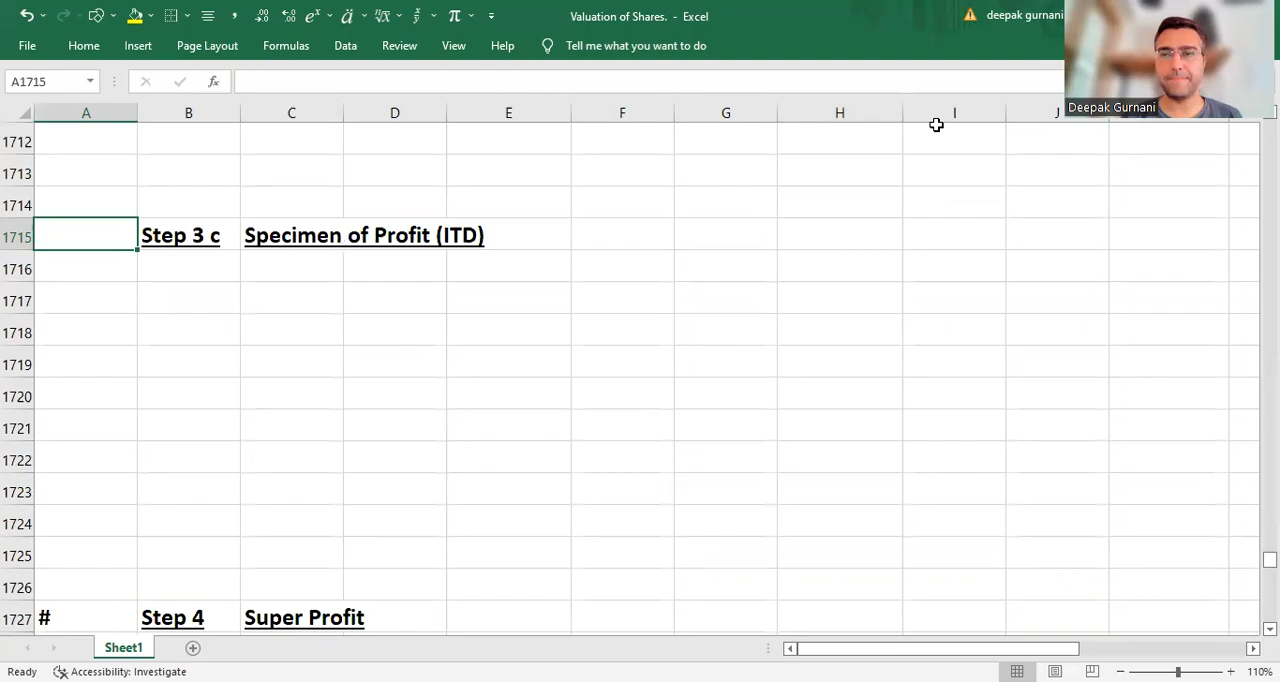 Valuation of Shares. - Excel
deepak gurnani
File Home Insert Page Layout Formulas Data Review View Help Tell me what you want to do
A1715
fx
Deepak Gurnani
A B C D E F G H I J
1712
1713
1714
1715 Step 3 c Specimen of Profit (ITD)
1716
1717
1718
1719
1720
1721
1722
1723
1724
1725
1726
1727 # Step 4 Super Profit
Sheet1
Ready Accessibility: Investigate 110%